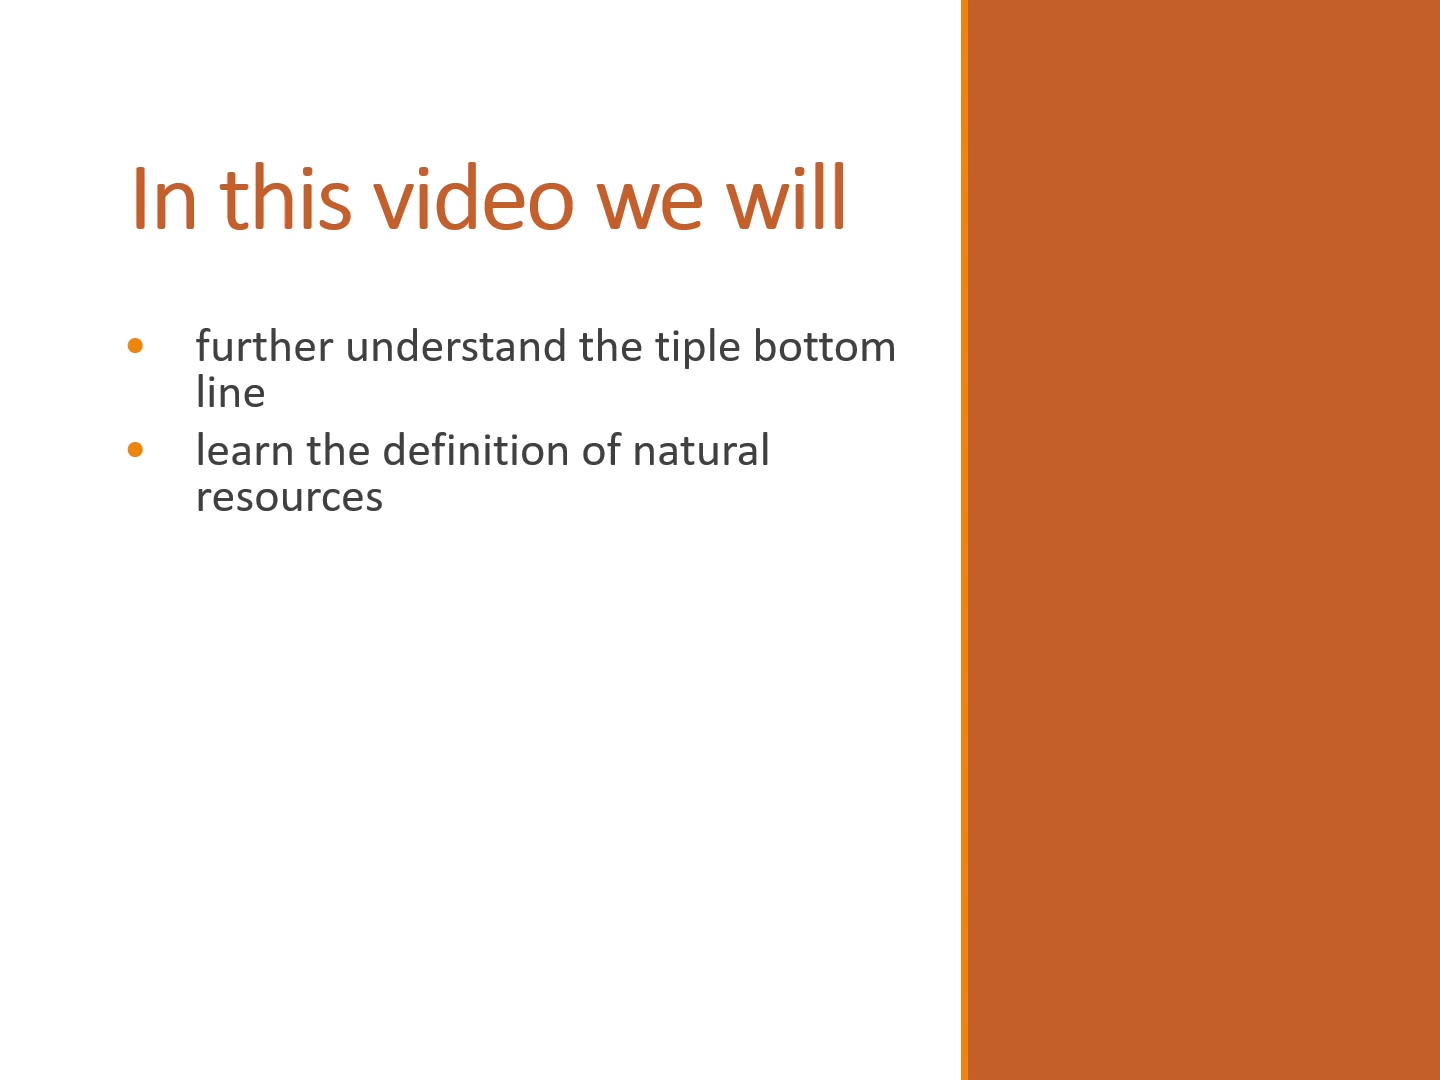 In this video we will
• further understand the tiple bottom
line
• learn the definition of natural
resources